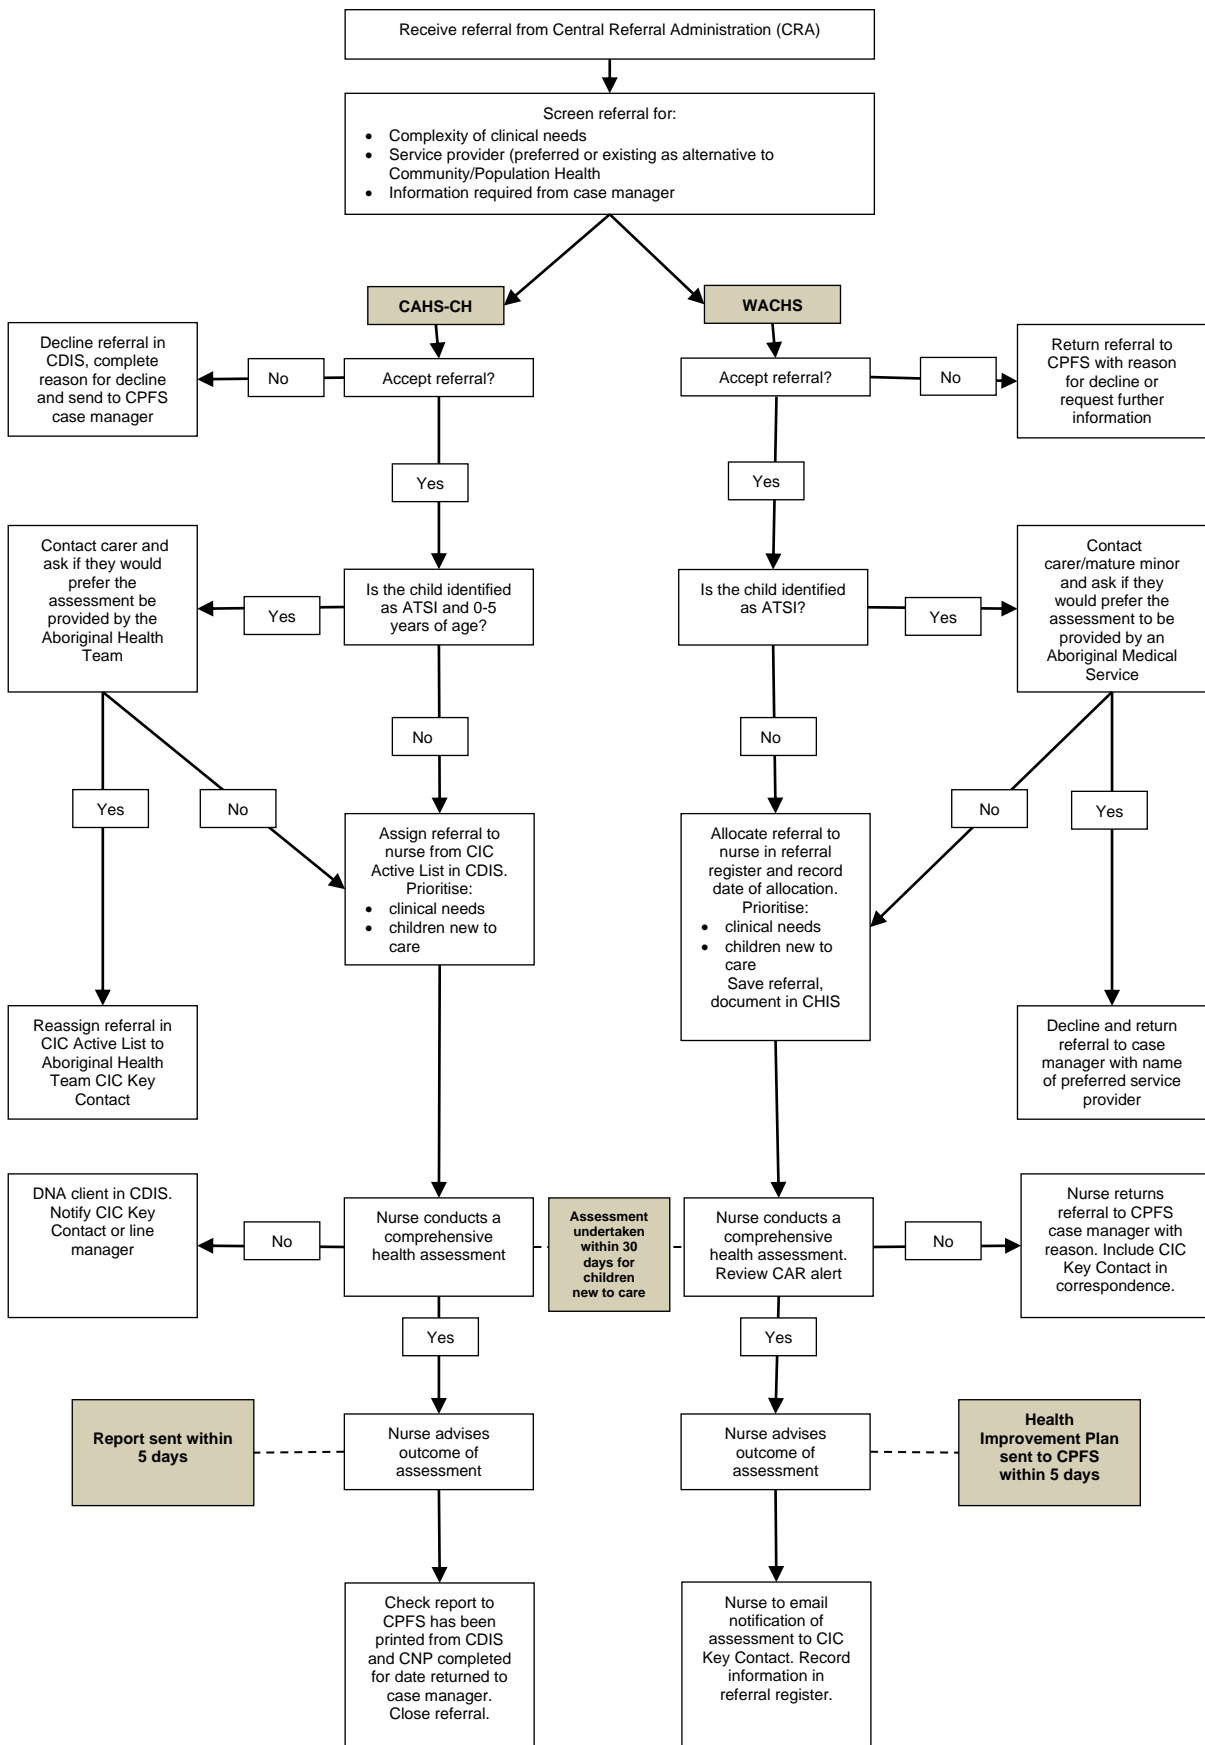 Receive referral from Central Referral Administration (CRA)
Screen referral for:
• Complexity of clinical needs
• Service provider (preferred or existing as alternative to
Community/Population Health
• Information required from case manager
CAHS-CH
WACHS
Decline referral in
CDIS, complete
reason for decline
and send to CPFS
case manager
No
Accept referral?
Accept referral?
No
Return referral to
CPFS with reason
for decline or
request further
information
Yes
Yes
Contact carer and
ask if they would
prefer the
assessment be
provided by the
Aboriginal Health
Team
Yes
Is the child identified
as ATSI and 0-5
years of age?
Is the child identified
as ATSI?
Yes
Contact
carer/mature minor
and ask if they
would prefer the
assessment to be
provided by an
Aboriginal Medical
Service
No
No
Yes
No
No
Yes
Assign referral to
nurse from CIC
Active List in CDIS.
Prioritise:
• clinical needs
• children new to
care
Allocate referral to
nurse in referral
register and record
date of allocation.
Prioritise:
• clinical needs
• children new to
care
Save referral,
document in CHIS
Reassign referral in
CIC Active List to
Aboriginal Health
Team CIC Key
Contact
Decline and return
referral to case
manager with name
of preferred service
provider
DNA client in CDIS.
Notify CIC Key
Contact or line
manager
No
Nurse conducts a
comprehensive
health assessment
Assessment
undertaken
within 30
days for
children
new to care
Nurse conducts a
comprehensive
health assessment.
Review CAR alert
No
Nurse returns
referral to CPFS
case manager with
reason. Include CIC
Key Contact in
correspondence.
Yes
Yes
Report sent within
5 days
Nurse advises
outcome of
assessment
Nurse advises
outcome of
assessment
Health
Improvement Plan
sent to CPFS
within 5 days
Check report to
CPFS has been
printed from CDIS
and CNP completed
for date returned to
case manager.
Close referral.
Nurse to email
notification of
assessment to CIC
Key Contact. Record
information in
referral register.